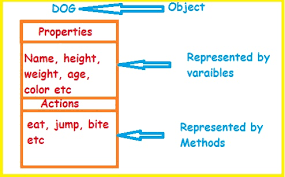 DOG Object
Properties
Name, height,
weight, age,
color etc
Represented by
varaibles
Actions
eat, jump, bite
etc
Represented by
Methods